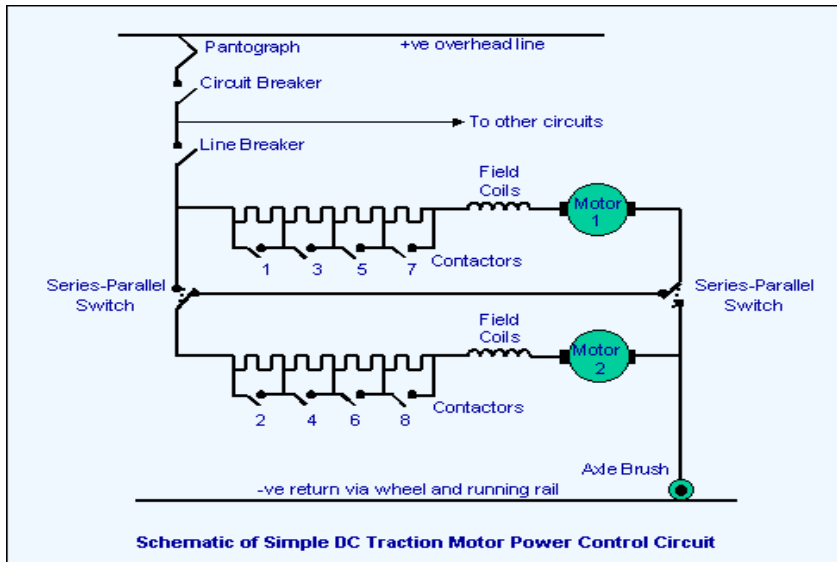 Pantograph
+ve overhead line
Circuit Breaker
To other circuits
Line Breaker
Field
Coils
Motor
1
1 3 5 7
Contactors
Series-Parallel
Switch
Series-Parallel
Switch
Field
Coils
Motor
2
2 4 6 8
Contactors
Axle Brush
-ve return via wheel and running rail
Schematic of Simple DC Traction Motor Power Control Circuit